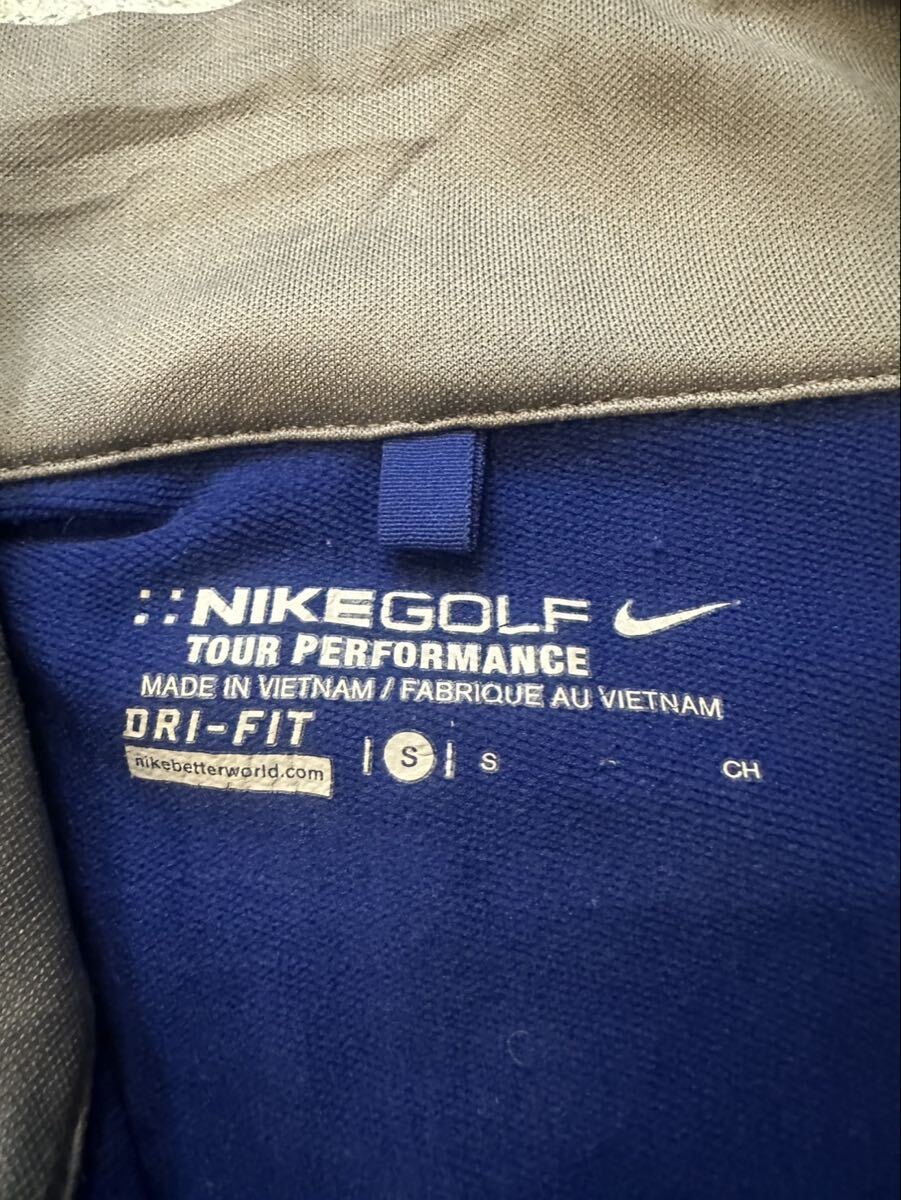 NIKEGOLF
TOUR PERFORMANCE
MADE IN VIETNAM / FABRIQUE AU VIETNAM
DRI-FIT
nikebetterworld.com
S S CH